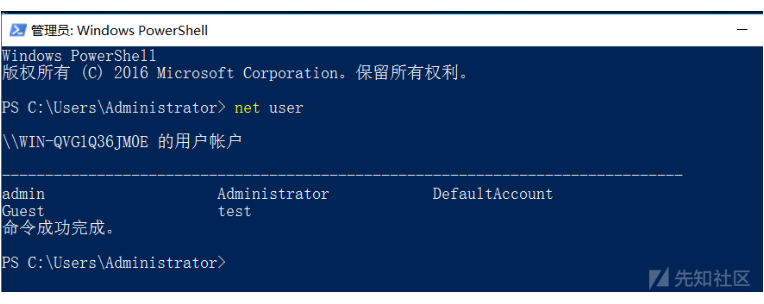 管理员: Windows PowerShell
Windows PowerShell
版权所有 (C) 2016 Microsoft Corporation。保留所有权利。
PS C:\Users\Administrator> net user
\\WIN-QVG1Q36JM0E 的用户帐户
-------------------------------------------------------------------------------
admin                    Administrator            DefaultAccount
Guest                    test
命令成功完成。
PS C:\Users\Administrator>
先知社区